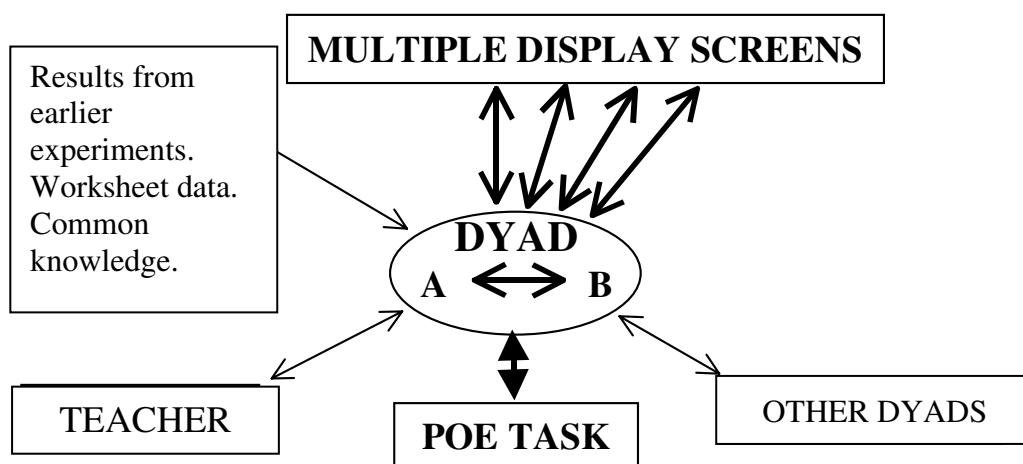 MULTIPLE DISPLAY SCREENS
Results from
earlier
experiments.
Worksheet data.
Common
knowledge.
DYAD
A B
TEACHER
POE TASK
OTHER DYADS